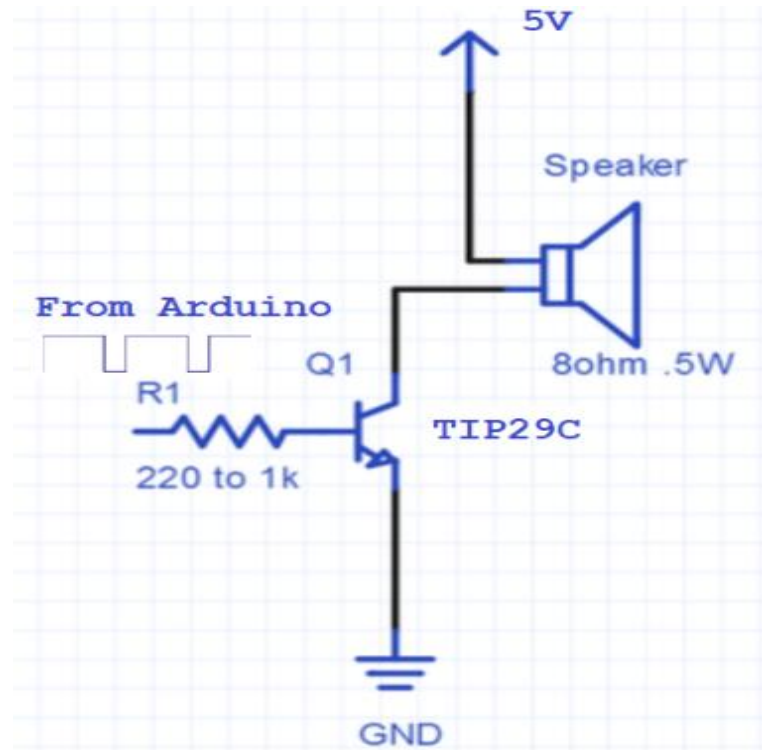 5V
Speaker
From Arduino
Q1
8ohm .5W
R1
TIP29C
220 to 1k
GND